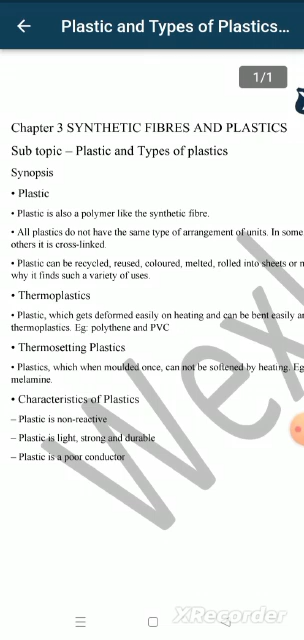 Plastic and Types of Plastics...
1/1
Chapter 3 SYNTHETIC FIBRES AND PLASTICS
Sub topic – Plastic and Types of plastics
Synopsis
• Plastic
• Plastic is also a polymer like the synthetic fibre.
• All plastics do not have the same type of arrangement of units. In some
others it is cross-linked.
• Plastic can be recycled, reused, coloured, melted, rolled into sheets or
why it finds such a variety of uses.
• Thermoplastics
• Plastic, which gets deformed easily on heating and can be bent easily
thermoplastics. Eg: polythene and PVC
• Thermosetting Plastics
• Plastics, which when moulded once, can not be softened by heating. Eg
melamine.
• Characteristics of Plastics
– Plastic is non-reactive
– Plastic is light, strong and durable
– Plastic is a poor conductor
XRecorder